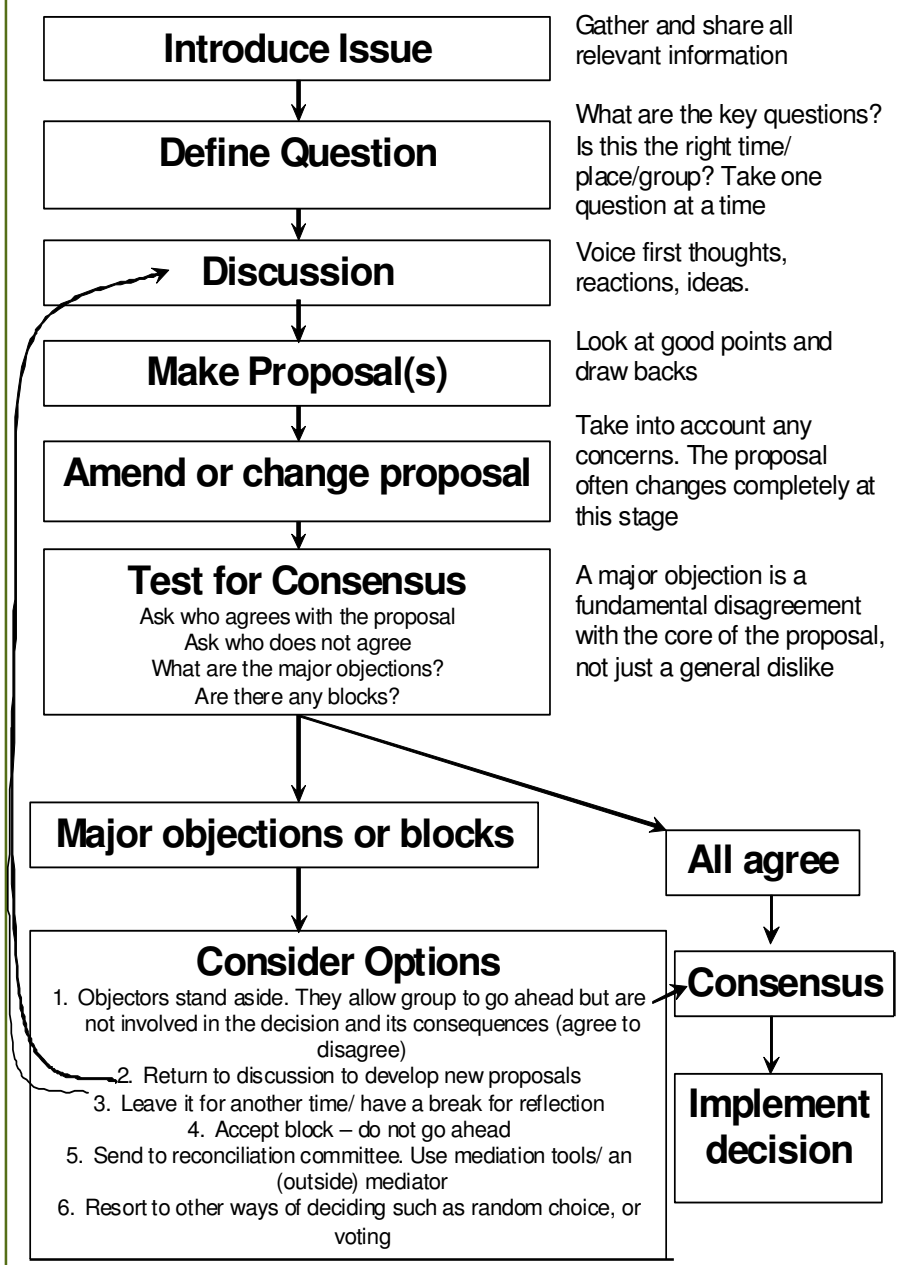 Introduce Issue
Gather and share all
relevant information
Define Question
What are the key questions?
Is this the right time/
place/group? Take one
question at a time
Discussion
Voice first thoughts,
reactions, ideas.
Make Proposal(s)
Look at good points and
draw backs
Amend or change proposal
Take into account any
concerns. The proposal
often changes completely at
this stage
Test for Consensus
Ask who agrees with the proposal
Ask who does not agree
What are the major objections?
Are there any blocks?
A major objection is a
fundamental disagreement
with the core of the proposal,
not just a general dislike
Major objections or blocks
All agree
Consider Options
1. Objectors stand aside. They allow group to go ahead but are
not involved in the decision and its consequences (agree to
disagree)
2. Return to discussion to develop new proposals
3. Leave it for another time/ have a break for reflection
4. Accept block – do not go ahead
5. Send to reconciliation committee. Use mediation tools/ an
(outside) mediator
6. Resort to other ways of deciding such as random choice, or
voting
Consensus
Implement
decision